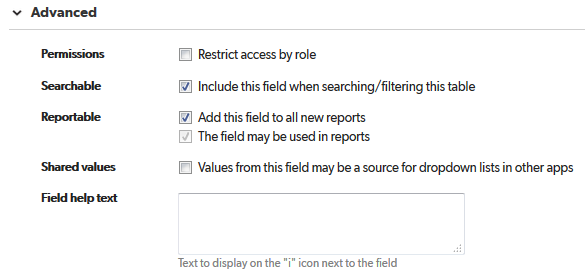 Advanced
Permissions Restrict access by role
Searchable Include this field when searching/filtering this table
Reportable Add this field to all new reports
The field may be used in reports
Shared values Values from this field may be a source for dropdown lists in other apps
Field help text
Text to display on the "i" icon next to the field